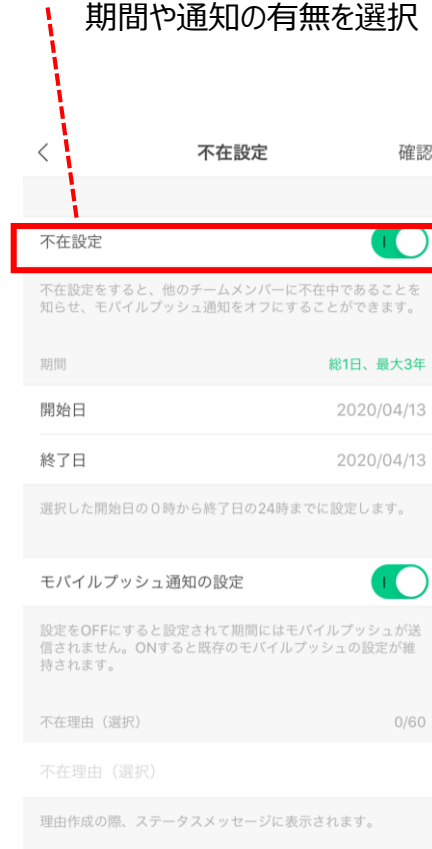 期間や通知の有無を選択
不在設定
確認
不在設定
不在設定をすると、他のチームメンバーに不在中であることを
知らせ、モバイルプッシュ通知をオフにすることができます。
期間
総1日、最大3年
開始日
2020/04/13
終了日
2020/04/13
選択した開始日の０時から終了日の24時までに設定します。
モバイルプッシュ通知の設定
設定をOFFにすると設定されて期間にはモバイルプッシュが送
信されません。ONすると既存のモバイルプッシュの設定が維
持されます。
不在理由（選択）
0/60
不在理由（選択）
理由作成の際、ステータスメッセージに表示されます。